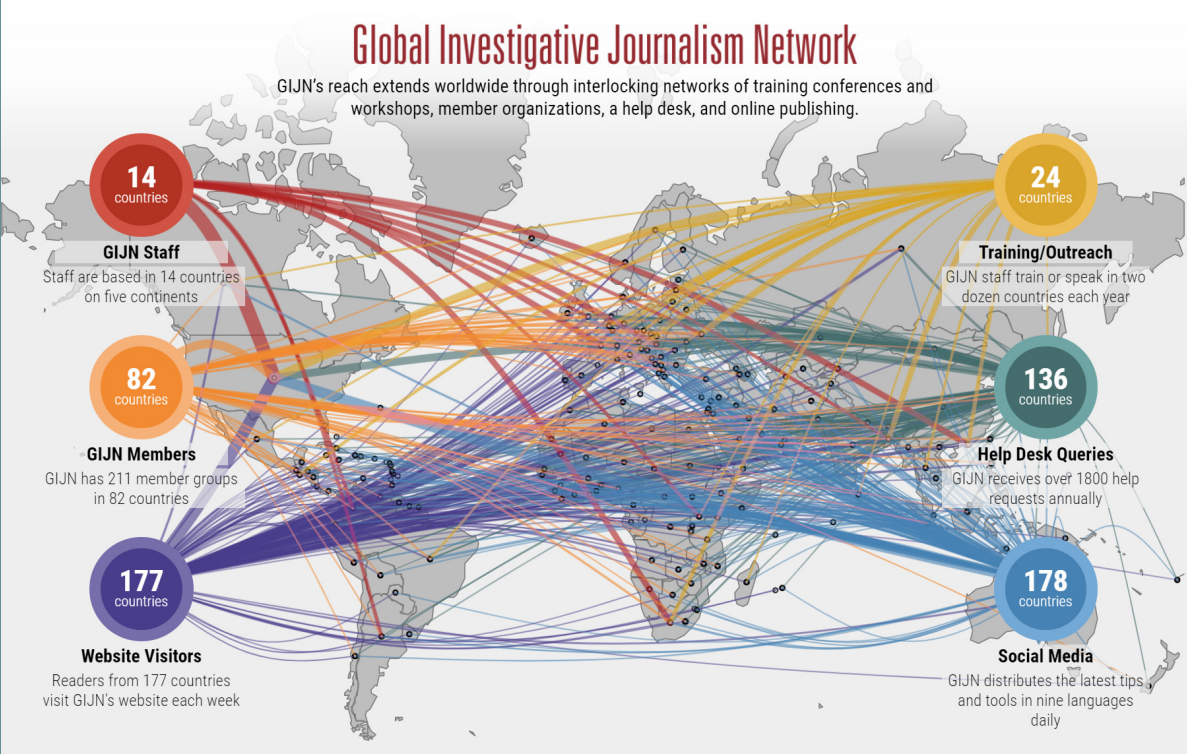 Global Investigative Journalism Network
GIJN's reach extends worldwide through interlocking networks of training conferences and
workshops, member organizations, a help desk, and online publishing.
14
countries
GIJN Staff
Staff are based in 14 countries
on five continents
82
countries
GIJN Members
GIJN has 211 member groups
in 82 countries
177
countries
Website Visitors
Readers from 177 countries
visit GIJN's website each week
24
countries
Training/Outreach
GIJN staff train or speak in two
dozen countries each year
136
countries
Help Desk Queries
GIJN receives over 1800 help
requests annually
178
countries
Social Media
GIJN distributes the latest tips
and tools in nine languages
daily